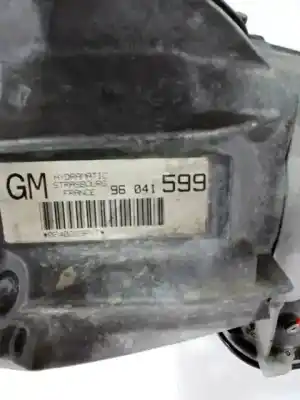 GM HYDRAMATIC
STRASBOURG
FRANCE 96 041 599